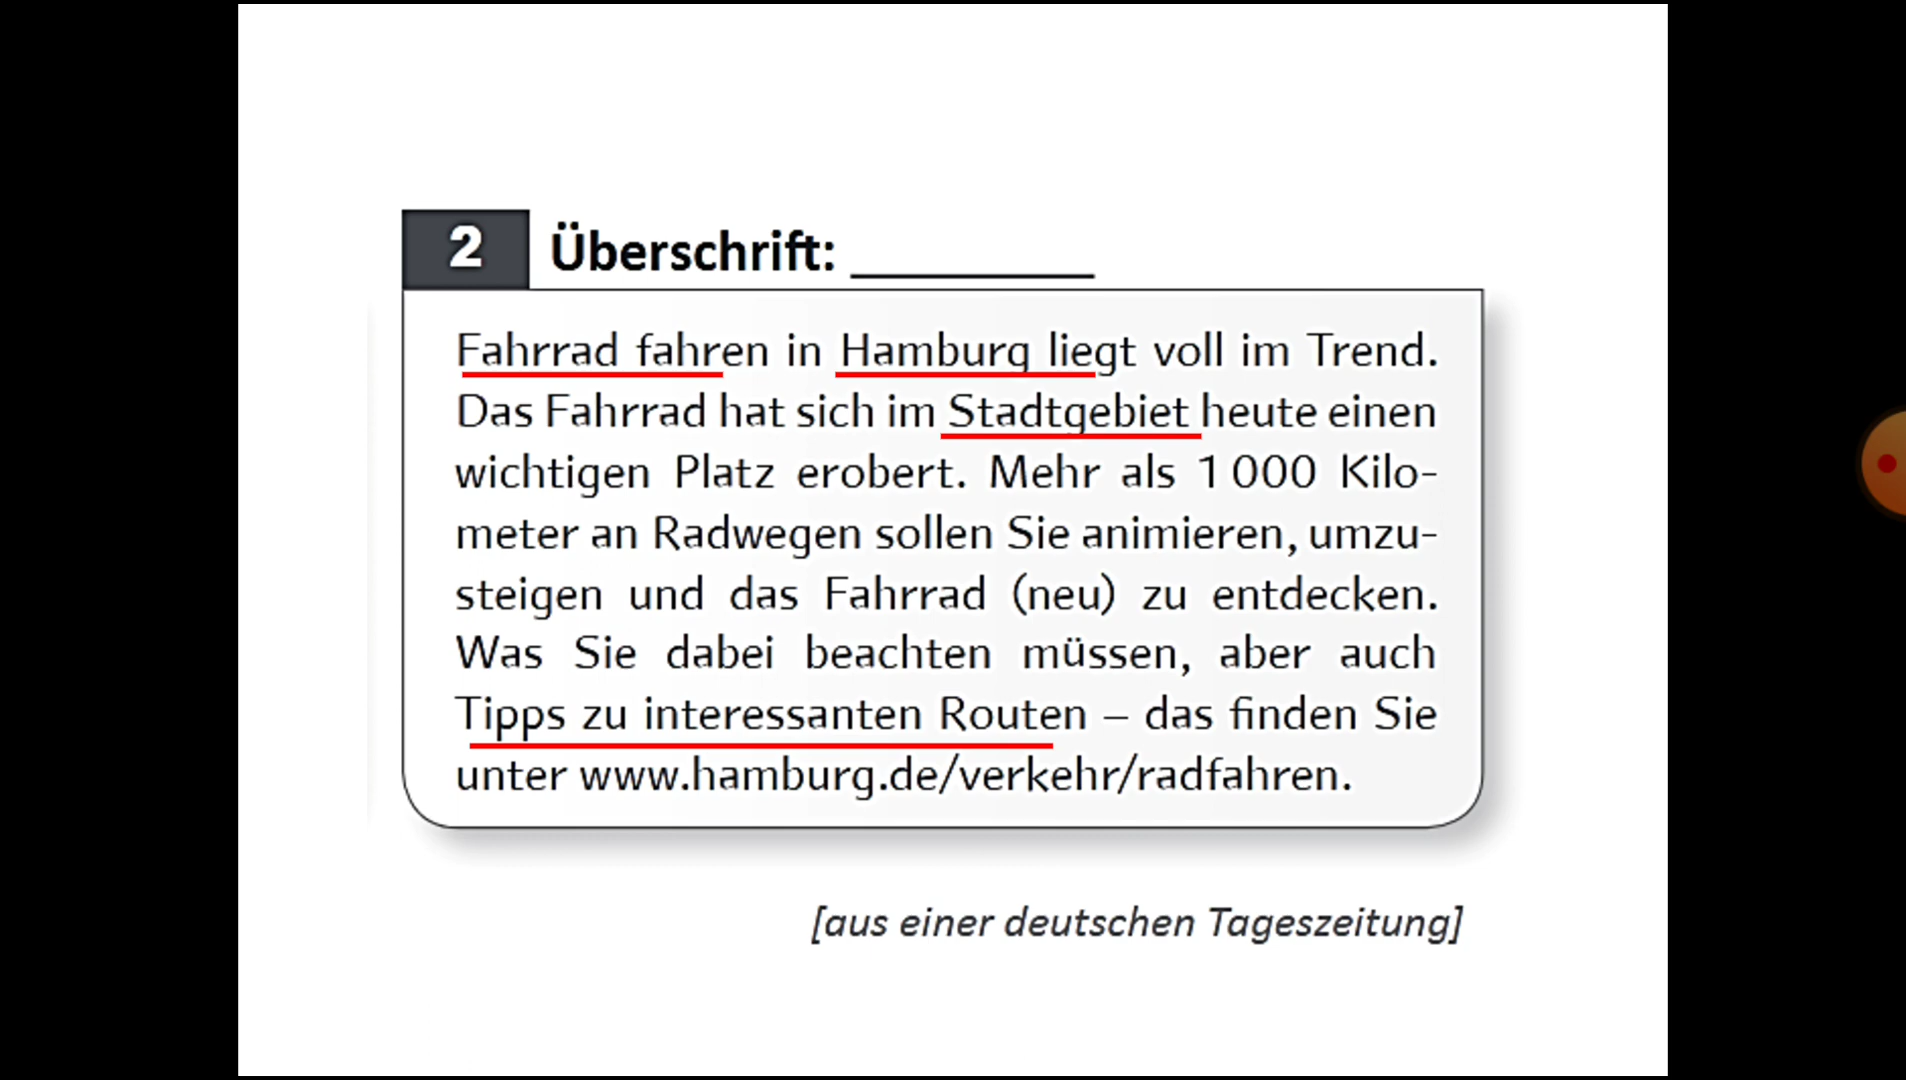 2 Überschrift: __________
Fahrrad fahren in Hamburg liegt voll im Trend.
Das Fahrrad hat sich im Stadtgebiet heute einen
wichtigen Platz erobert. Mehr als 1 000 Kilo-
meter an Radwegen sollen Sie animieren, umzu-
steigen und das Fahrrad (neu) zu entdecken.
Was Sie dabei beachten müssen, aber auch
Tipps zu interessanten Routen – das finden Sie
unter www.hamburg.de/verkehr/radfahren.
[aus einer deutschen Tageszeitung]